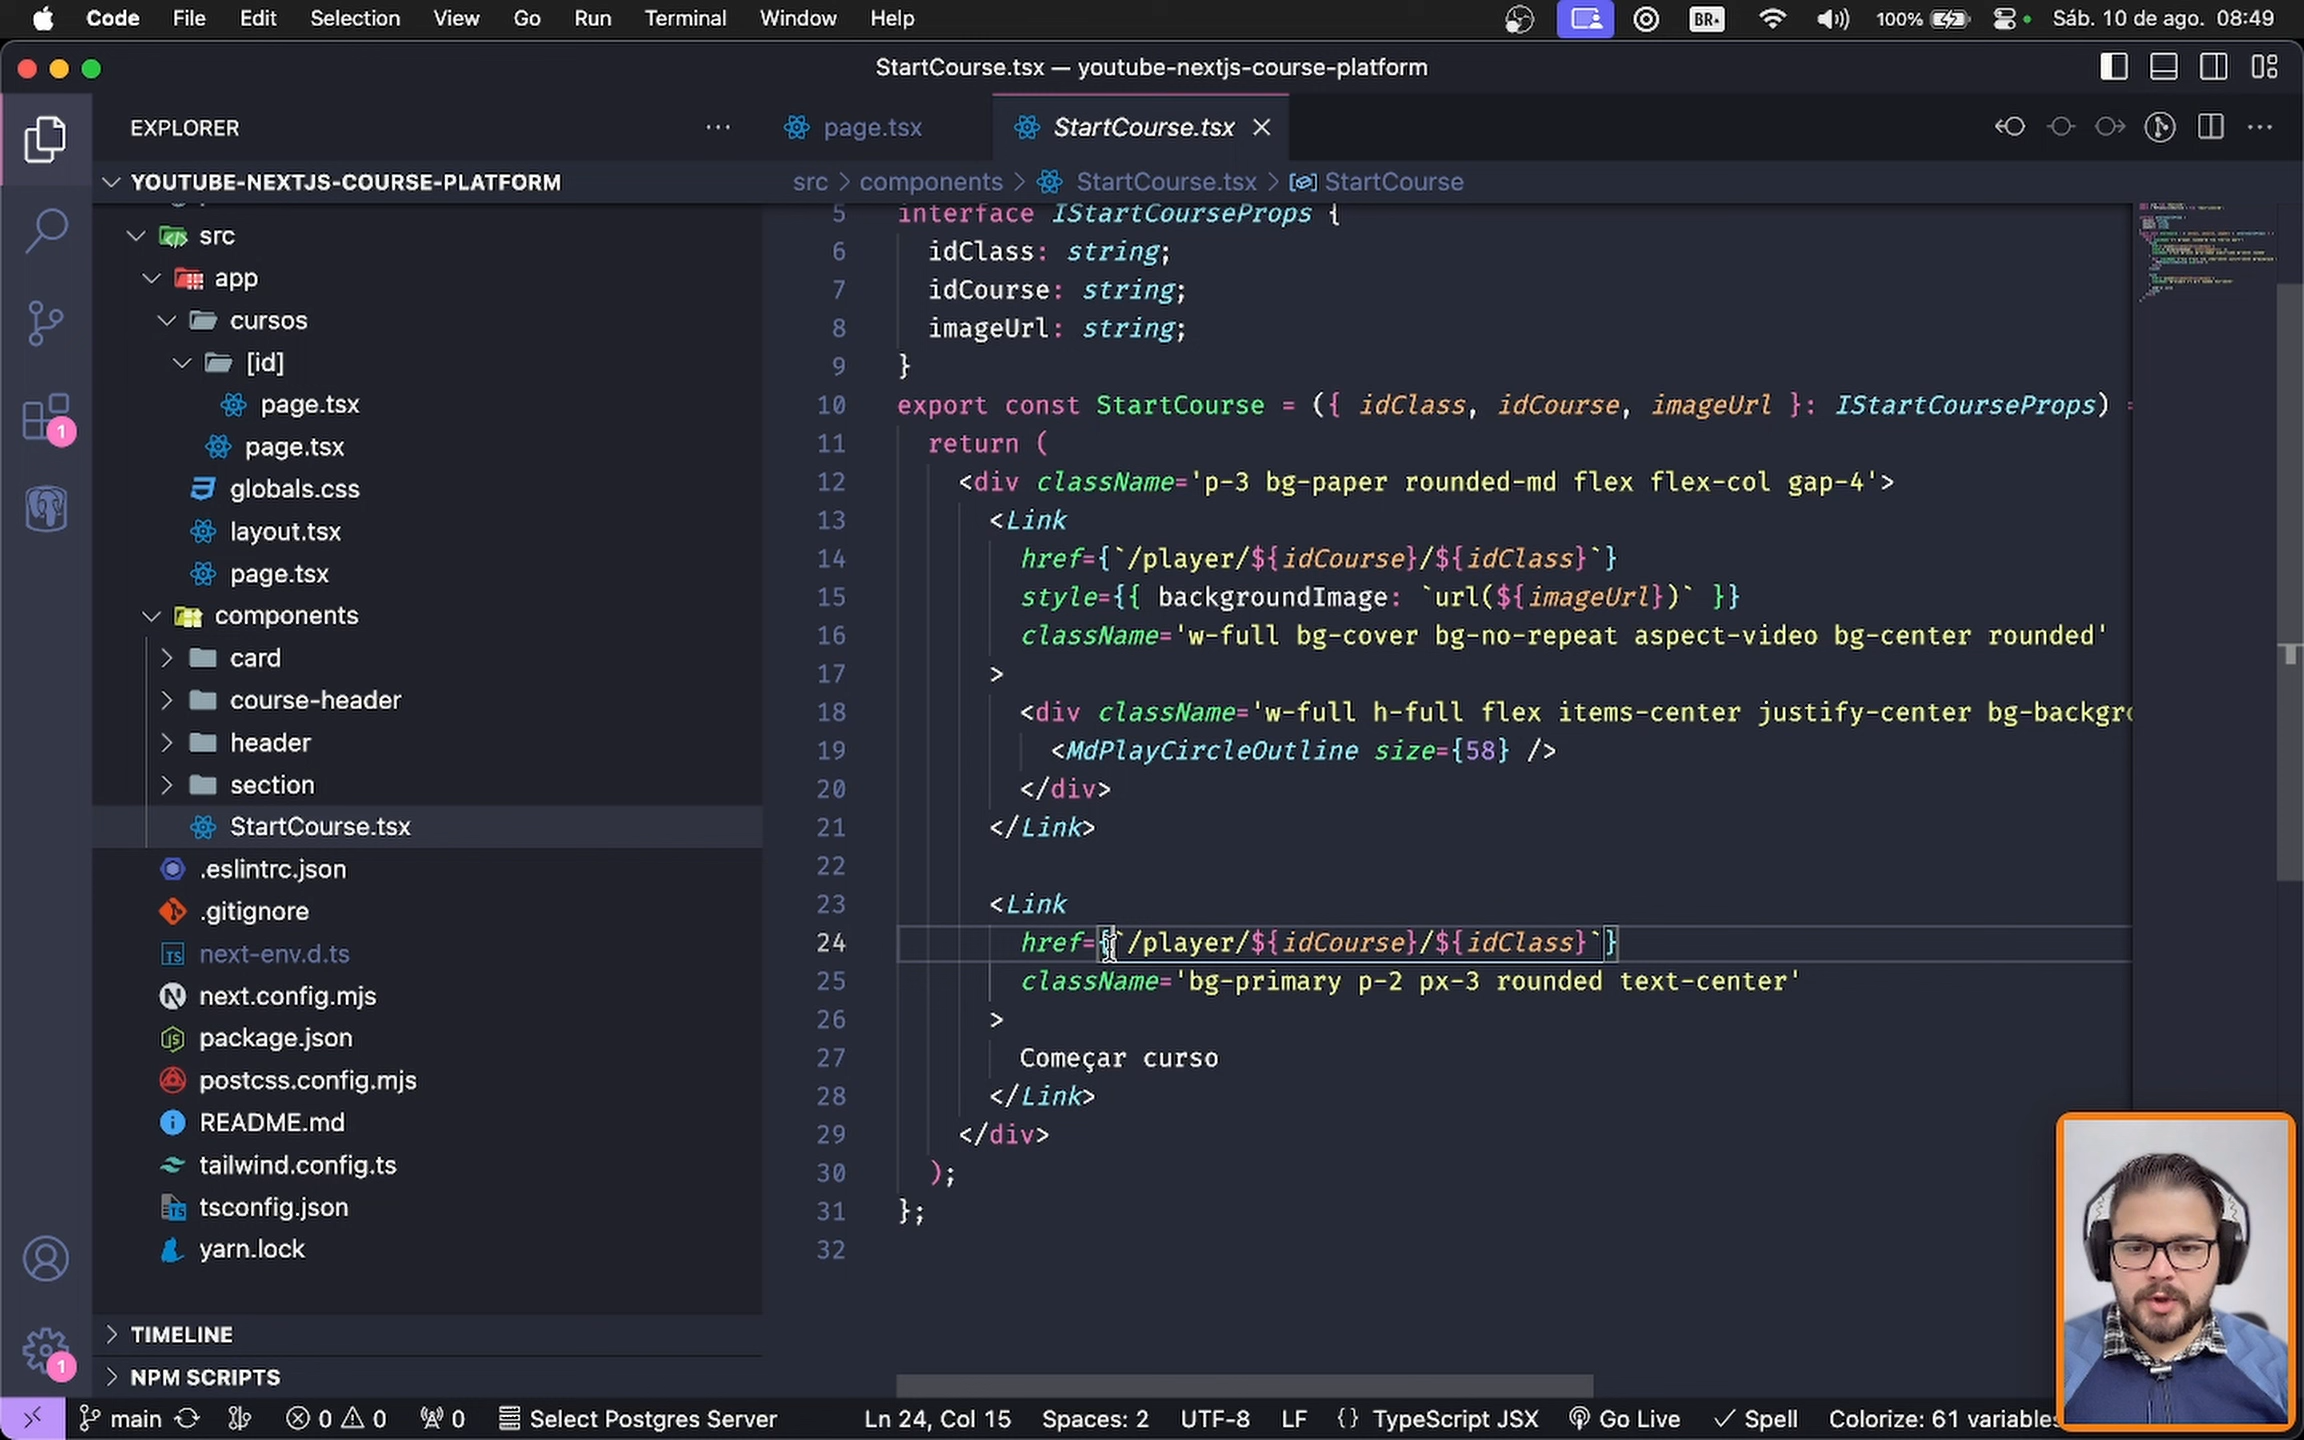 Code File Edit Selection View Go Run Terminal Window Help BR 100% Sáb. 10 de ago. 08:49
StartCourse.tsx — youtube-nextjs-course-platform
EXPLORER
page.tsx
StartCourse.tsx
YOUTUBE-NEXTJS-COURSE-PLATFORM
src > components > StartCourse.tsx > StartCourse
src
app
cursos
[id]
page.tsx
page.tsx
globals.css
layout.tsx
page.tsx
components
card
course-header
header
section
StartCourse.tsx
.eslintrc.json
.gitignore
next-env.d.ts
next.config.mjs
package.json
postcss.config.mjs
README.md
tailwind.config.ts
tsconfig.json
yarn.lock
TIMELINE
NPM SCRIPTS
1
1
5 interface IStartCourseProps {
6 idClass: string;
7 idCourse: string;
8 imageUrl: string;
9 }
10 export const StartCourse = ({ idClass, idCourse, imageUrl }: IStartCourseProps) =
11 return (
12 <div className='p-3 bg-paper rounded-md flex flex-col gap-4'>
13 <Link
14 href={`/player/${idCourse}/${idClass}`}
15 style={{ backgroundImage: `url(${imageUrl})` }}
16 className='w-full bg-cover bg-no-repeat aspect-video bg-center rounded'
17 >
18 <div className='w-full h-full flex items-center justify-center bg-backgr
19 <MdPlayCircleOutline size={58} />
20 </div>
21 </Link>
22
23 <Link
24 href={`/player/${idCourse}/${idClass}`}
25 className='bg-primary p-2 px-3 rounded text-center'
26 >
27 Começar curso
28 </Link>
29 </div>
30 );
31 };
32
main 0 0 0 Select Postgres Server Ln 24, Col 15 Spaces: 2 UTF-8 LF {} TypeScript JSX Go Live Spell Colorize: 61 variables